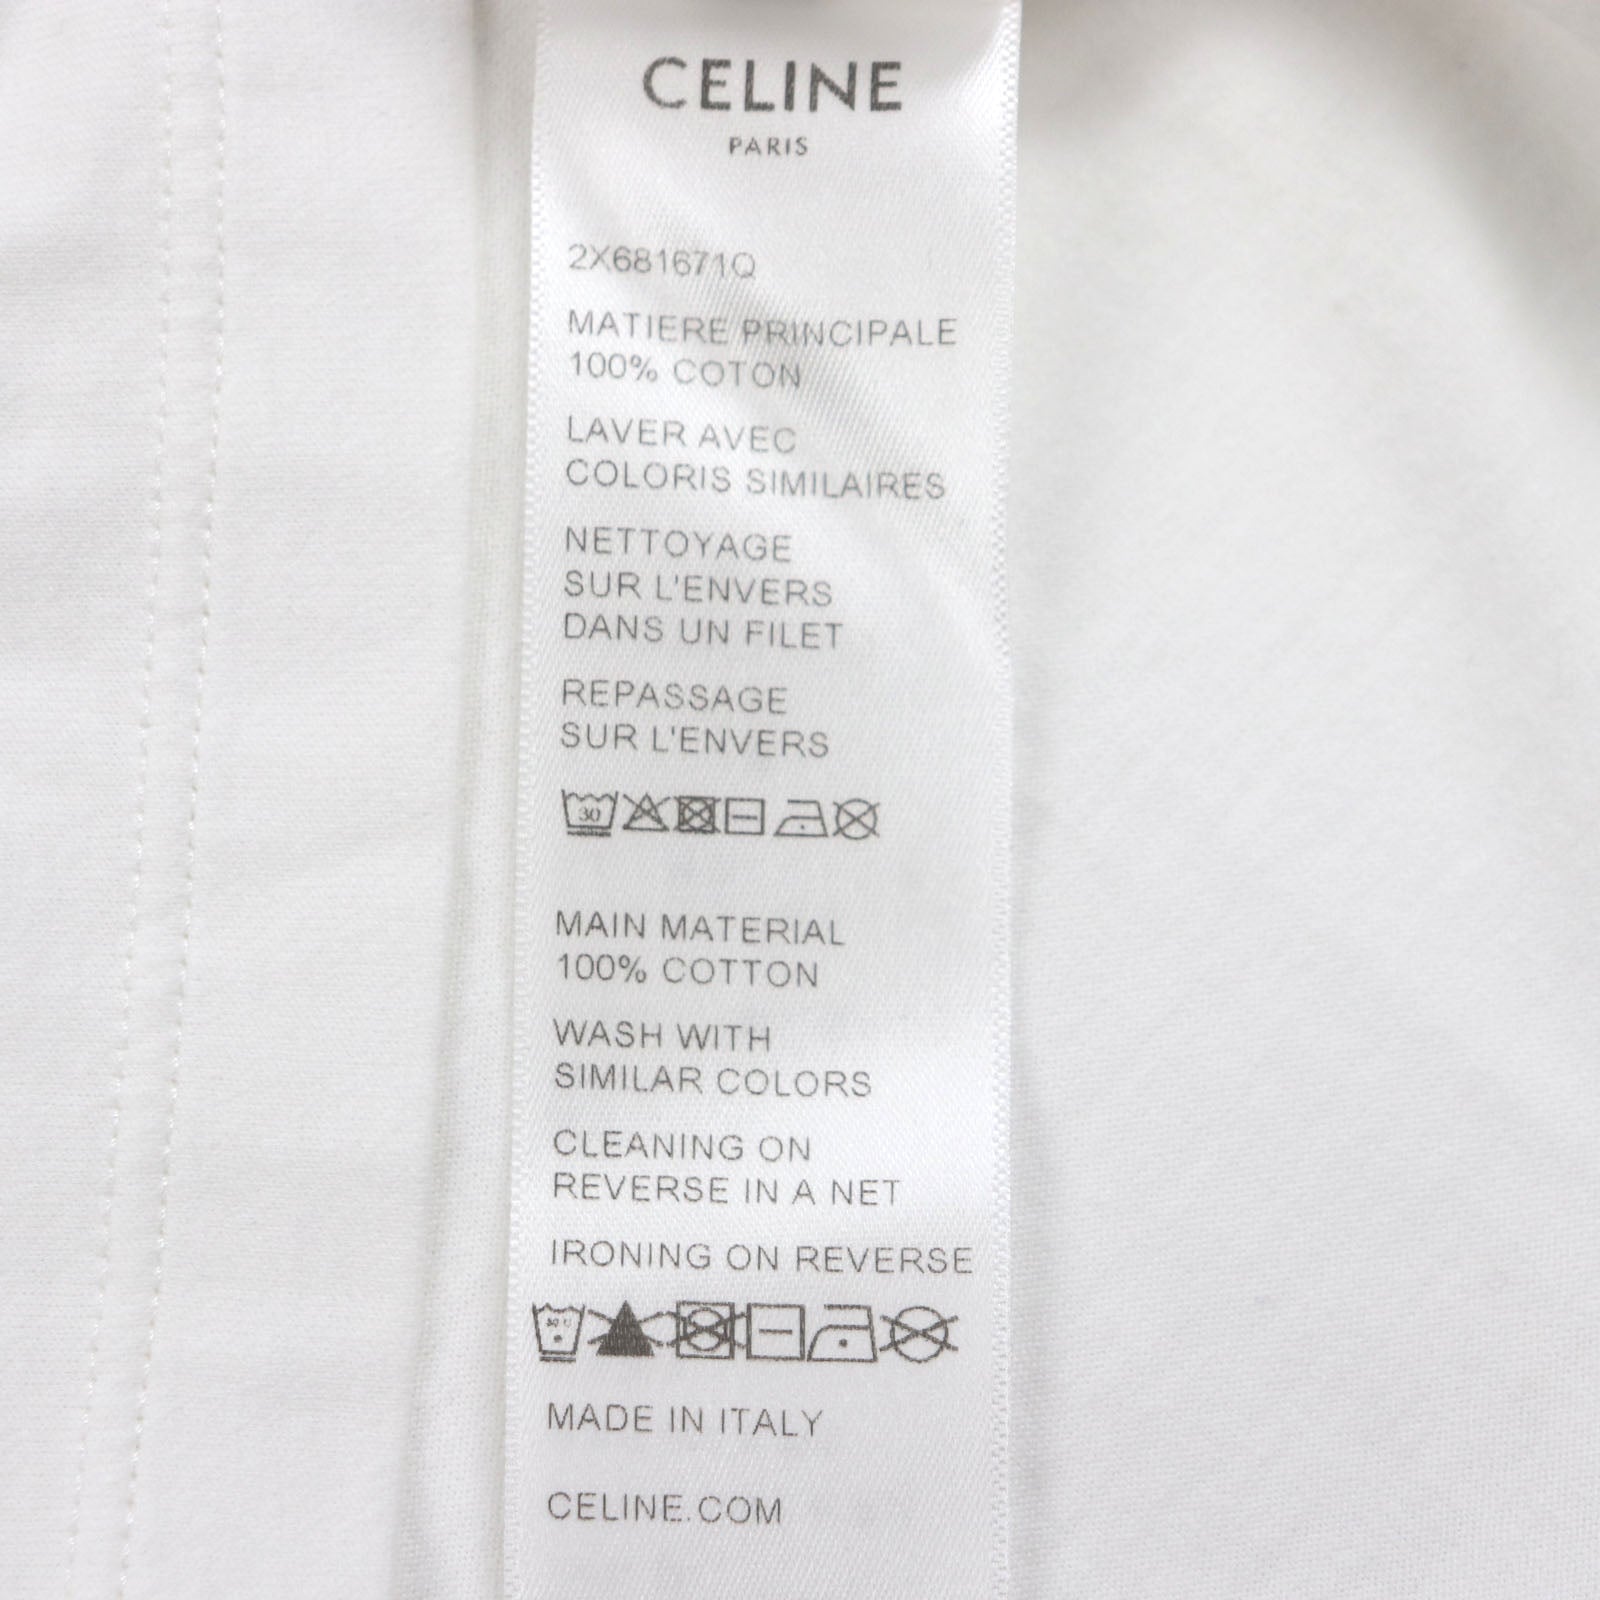 CELINE
PARIS
2X681671Q
MATIERE PRINCIPALE
100% COTON
LAVER AVEC
COLORIS SIMILAIRES
NETTOYAGE
SUR L'ENVERS
DANS UN FILET
REPASSAGE
SUR L'ENVERS
30
MAIN MATERIAL
100% COTTON
WASH WITH
SIMILAR COLORS
CLEANING ON
REVERSE IN A NET
IRONING ON REVERSE
MADE IN ITALY
CELINE.COM